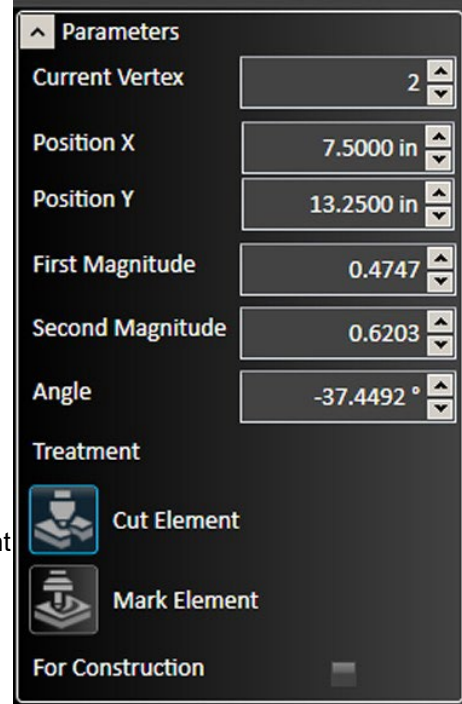 Parameters
Current Vertex 2
Position X 7.5000 in
Position Y 13.2500 in
First Magnitude 0.4747
Second Magnitude 0.6203
Angle -37.4492 °
Treatment
Cut Element
Mark Element
For Construction